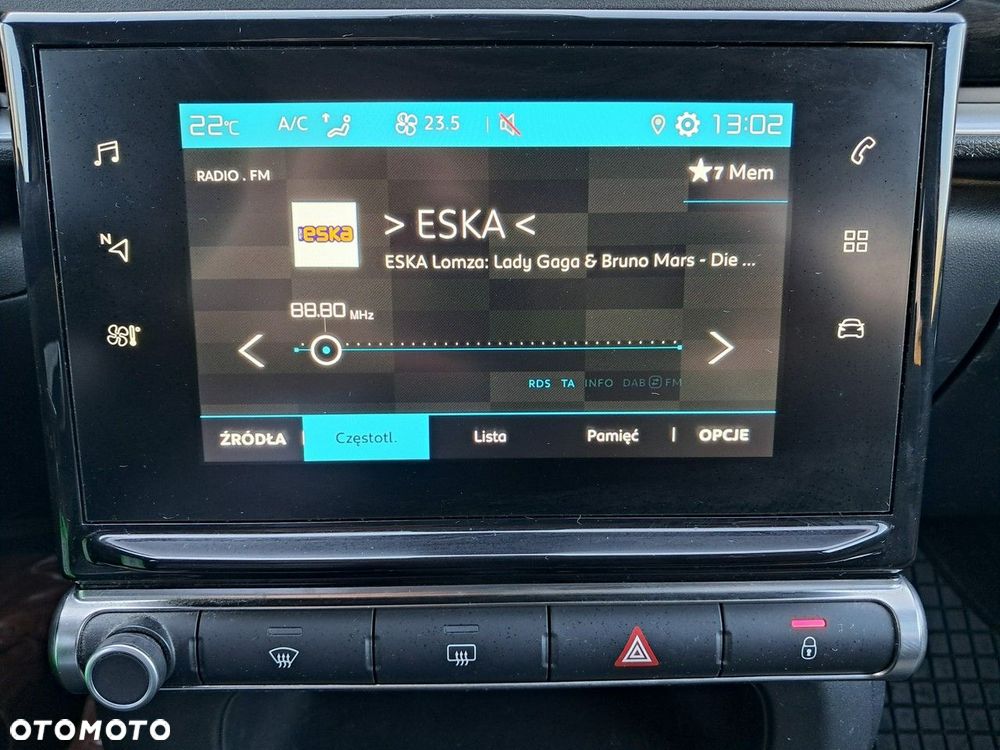 22°C A/C 23.5 13:02
RADIO . FM
7 Mem
eska
> ESKA <
ESKA Lomza: Lady Gaga & Bruno Mars - Die ...
88.80 MHz
N
RDS TA INFO DAB FM
ŹRÓDŁA Częstotl. Lista Pamięć OPCJE
OTOMOTO